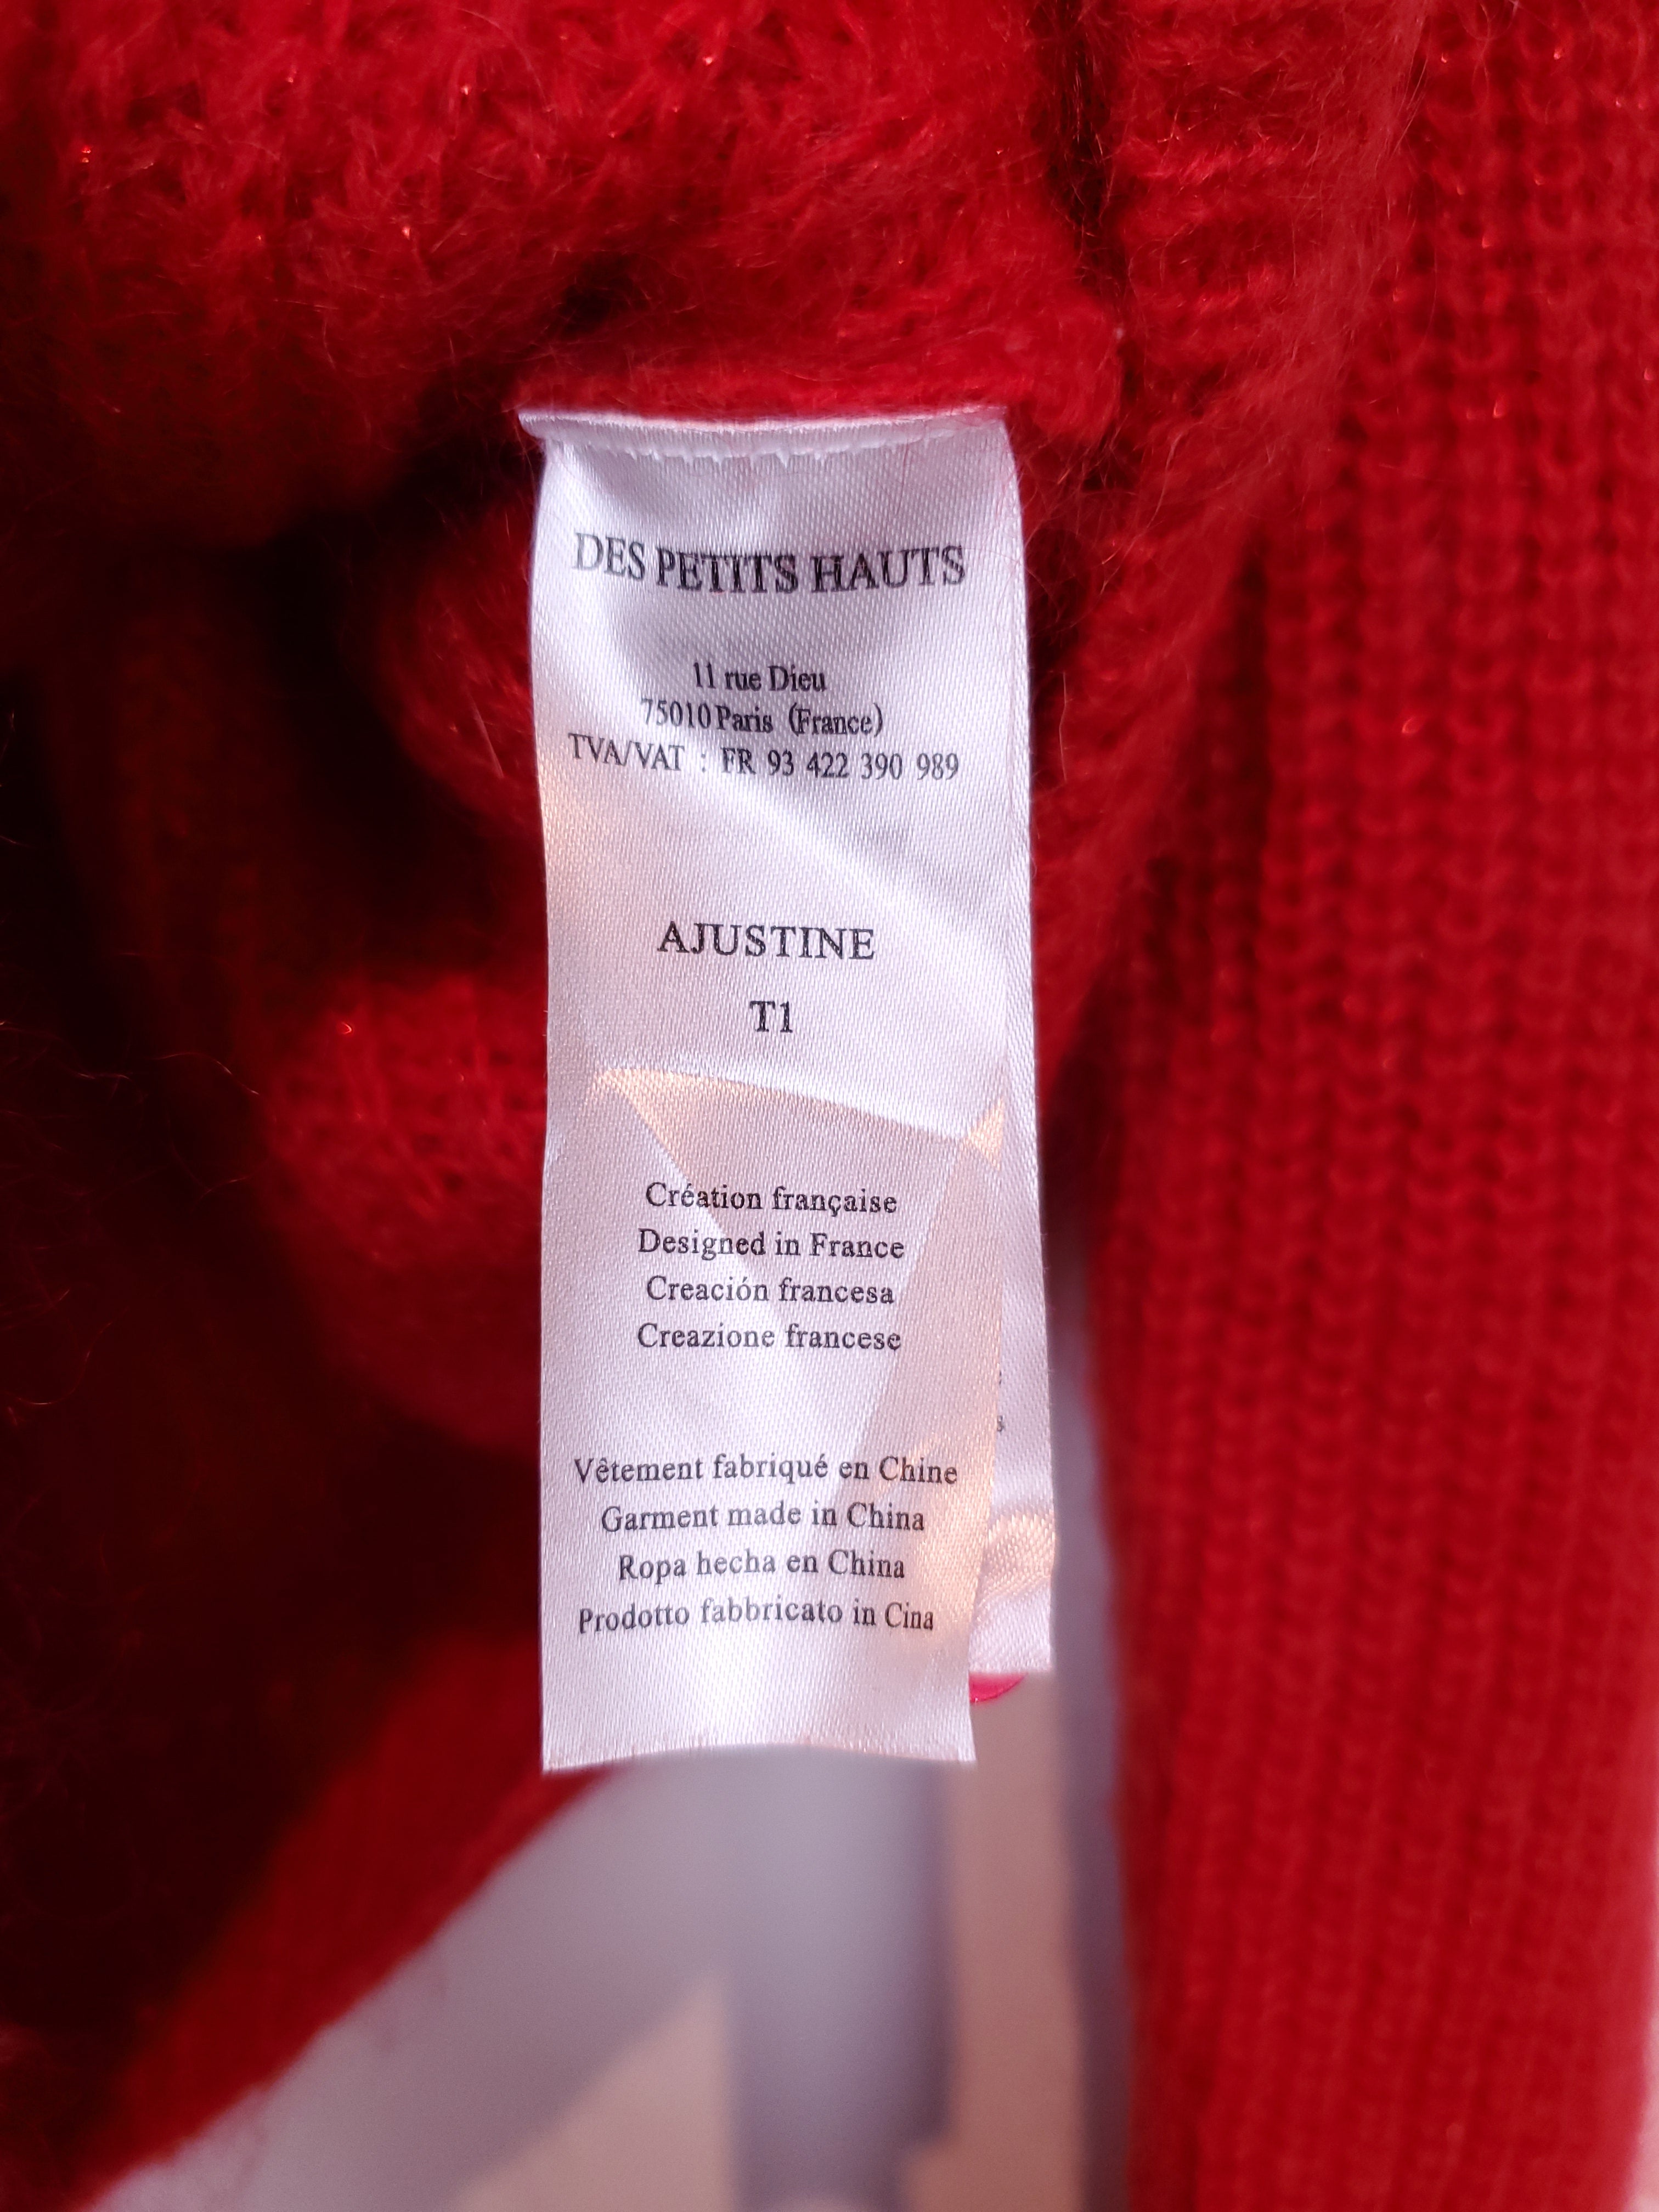 DES PETITS HAUTS
11 rue Dieu
75010 Paris (France)
TVA/VAT : FR 93 422 390 989
AJUSTINE
T1
Création française
Designed in France
Creación francesa
Creazione francese
Vêtement fabriqué en Chine
Garment made in China
Ropa hecha en China
Prodotto fabbricato in Cina